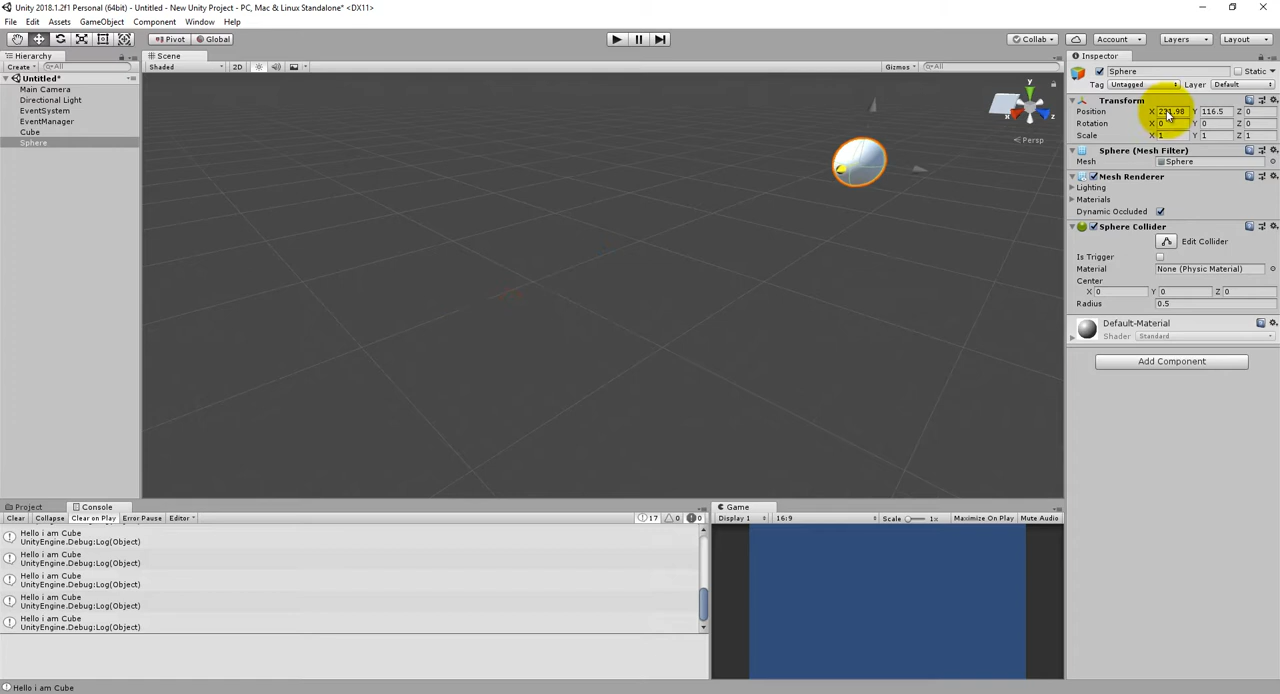 Unity 2018.1.2f1 Personal (64bit) - Untitled - New Unity Project - PC, Mac & Linux Standalone* <DX11>
File Edit Assets GameObject Component Window Help
Pivot Global Collab Account Layers Layout
Hierarchy Scene Inspector
Create All Shaded 2D Gizmos All
Sphere Static
Untitled*
Tag Untagged Layer Default
Main Camera
Directional Light
EventSystem
EventManager
Cube
Sphere
y
x
z
Persp
Transform
Position X 231.98 Y 116.5 Z 0
Rotation X 0 Y 0 Z 0
Scale X 1 Y 1 Z 1
Sphere (Mesh Filter)
Mesh Sphere
Mesh Renderer
Lighting
Materials
Dynamic Occluded
Sphere Collider
Edit Collider
Is Trigger
Material None (Physic Material)
Center
X 0 Y 0 Z 0
Radius 0.5
Default-Material
Shader Standard
Add Component
Project Console Game
Clear Collapse Clear on Play Error Pause Editor 17 0 0
Display 1 16:9 Scale 1x Maximize On Play Mute Audio
Hello i am Cube
UnityEngine.Debug:Log(Object)
Hello i am Cube
UnityEngine.Debug:Log(Object)
Hello i am Cube
UnityEngine.Debug:Log(Object)
Hello i am Cube
UnityEngine.Debug:Log(Object)
Hello i am Cube
UnityEngine.Debug:Log(Object)
Hello i am Cube